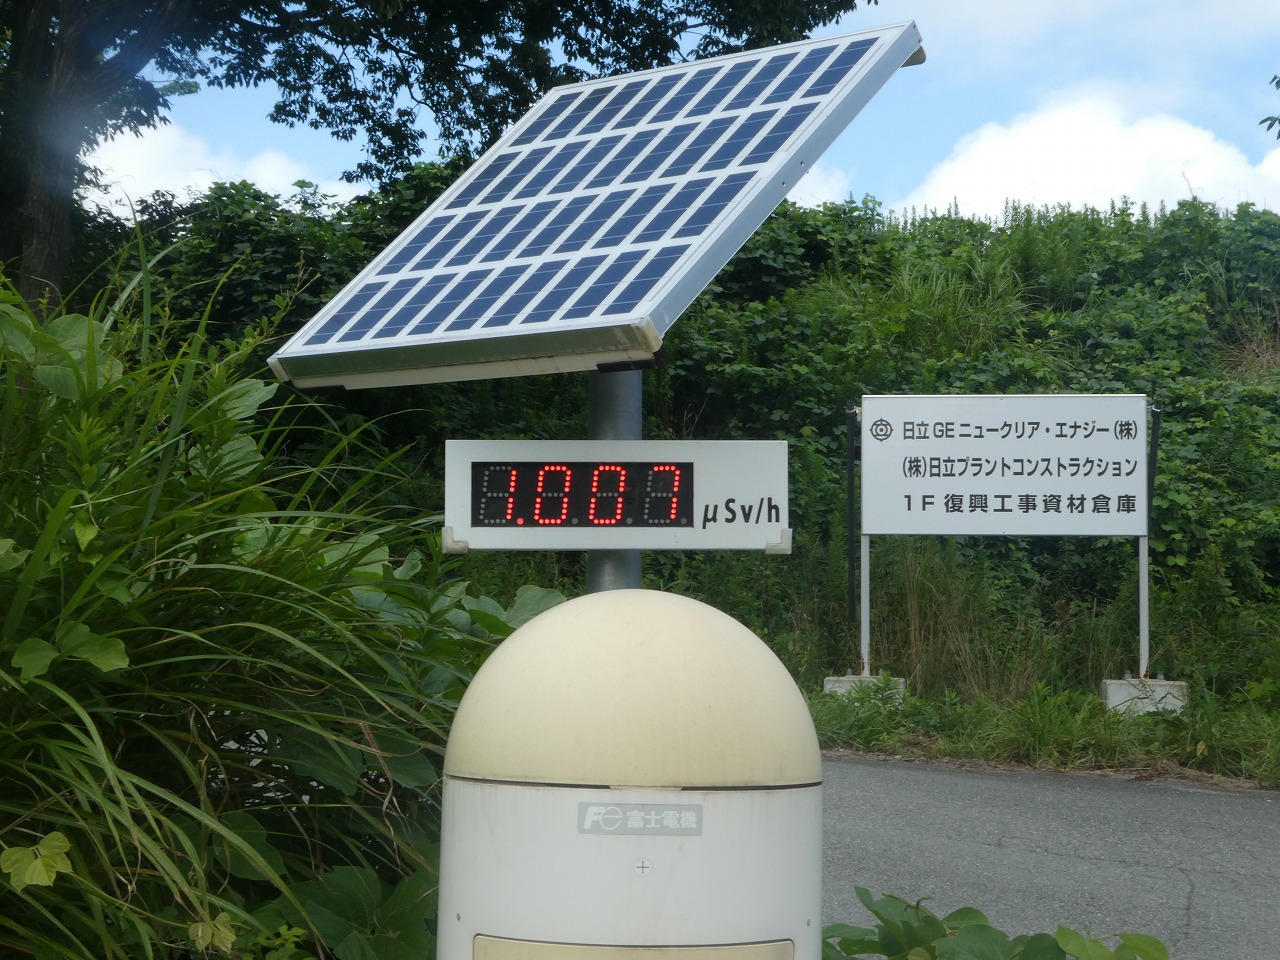 1.007 μSv/h
日立GEニュークリア・エナジー(株)
(株)日立プラントコンストラクション
1F復興工事資材倉庫
Fe 富士電機